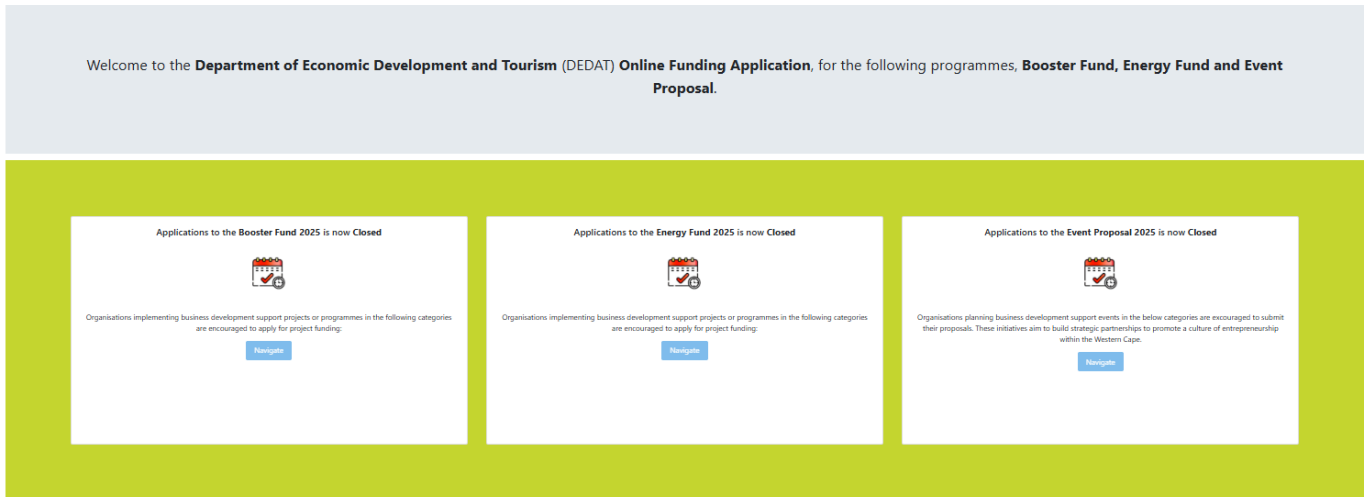 Welcome to the Department of Economic Development and Tourism (DEDAT) Online Funding Application, for the following programmes, Booster Fund, Energy Fund and Event
Proposal.
Applications to the Booster Fund 2025 is now Closed
Organisations implementing business development support projects or programmes in the following categories
are encouraged to apply for project funding:
Navigate
Applications to the Energy Fund 2025 is now Closed
Organisations implementing business development support projects or programmes in the following categories
are encouraged to apply for project funding:
Navigate
Applications to the Event Proposal 2025 is now Closed
Organisations planning business development support events in the below categories are encouraged to submit
their proposals. These initiatives aim to build strategic partnerships to promote a culture of entrepreneurship
within the Western Cape.
Navigate